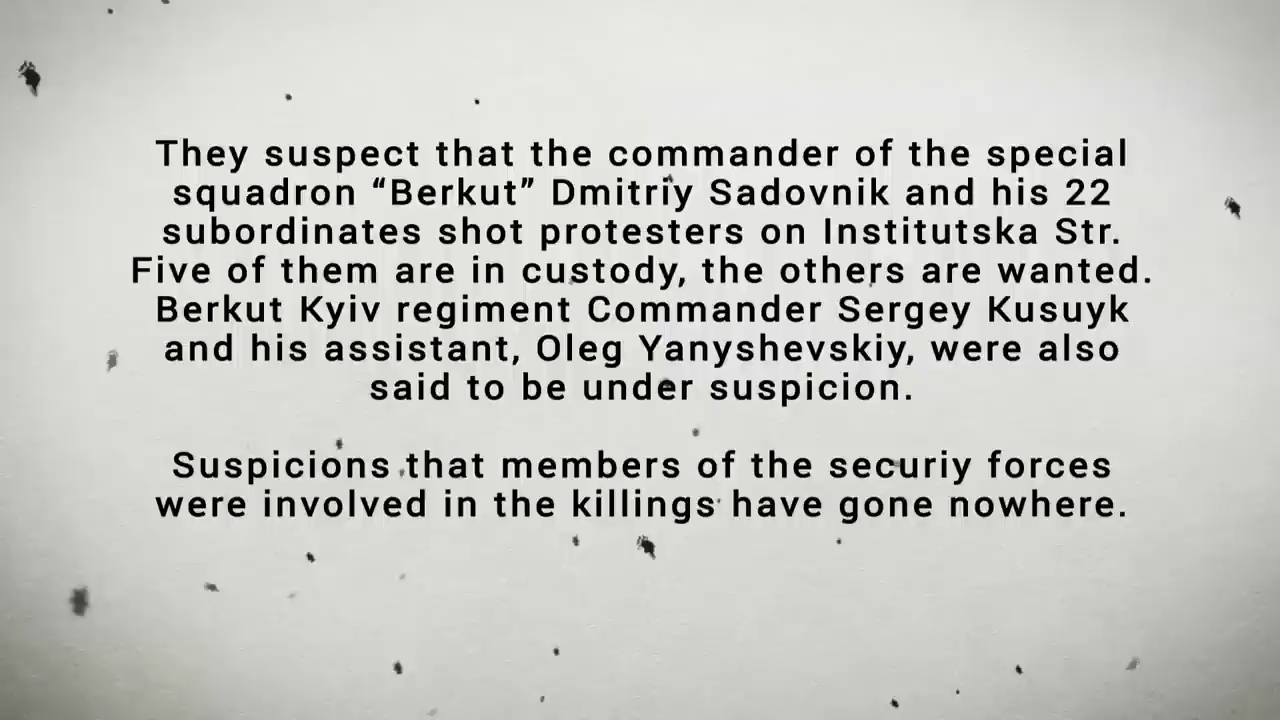 They suspect that the commander of the special
squadron “Berkut” Dmitriy Sadovnik and his 22
subordinates shot protesters on Institutska Str.
Five of them are in custody, the others are wanted.
Berkut Kyiv regiment Commander Sergey Kusuyk
and his assistant, Oleg Yanyshevskiy, were also
said to be under suspicion.
Suspicions that members of the securiy forces
were involved in the killings have gone nowhere.